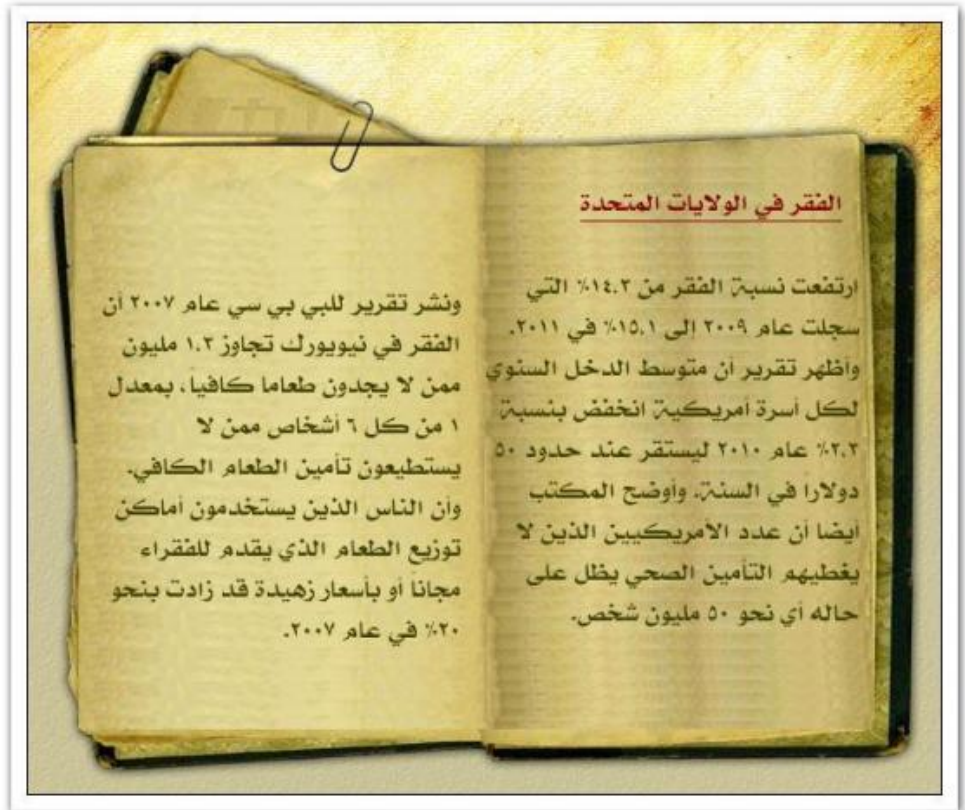 الفقر في الولايات المتحدة
ارتفعت نسبة الفقر من ١٤.٣٪ التي
سجلت عام ٢٠٠٩ إلى ١٥.١٪ في ٢٠١١.
وأظهر تقرير أن متوسط الدخل السنوي
لكل أسرة أمريكية انخفض بنسبة
٢.٣٪ عام ٢٠١٠ ليستقر عند حدود ٥٠
دولارا في السنة. وأوضح المكتب
أيضا أن عدد الامريكيين الذين لا
يغطيهم التأمين الصحي يظل على
حاله أي نحو ٥٠ مليون شخص.
ونشر تقرير للبي بي سي عام ٢٠٠٧ أن
الفقر في نيويورك تجاوز ١.٣ مليون
ممن لا يجدون طعاما كافياً، بمعدل
١ من كل ٦ أشخاص ممن لا
يستطيعون تأمين الطعام الكافي.
وأن الناس الذين يستخدمون أماكن
توزيع الطعام الذي يقدم للفقراء
مجاناً أو بأسعار زهيدة قد زادت بنحو
٢٠٪ في عام ٢٠٠٧.